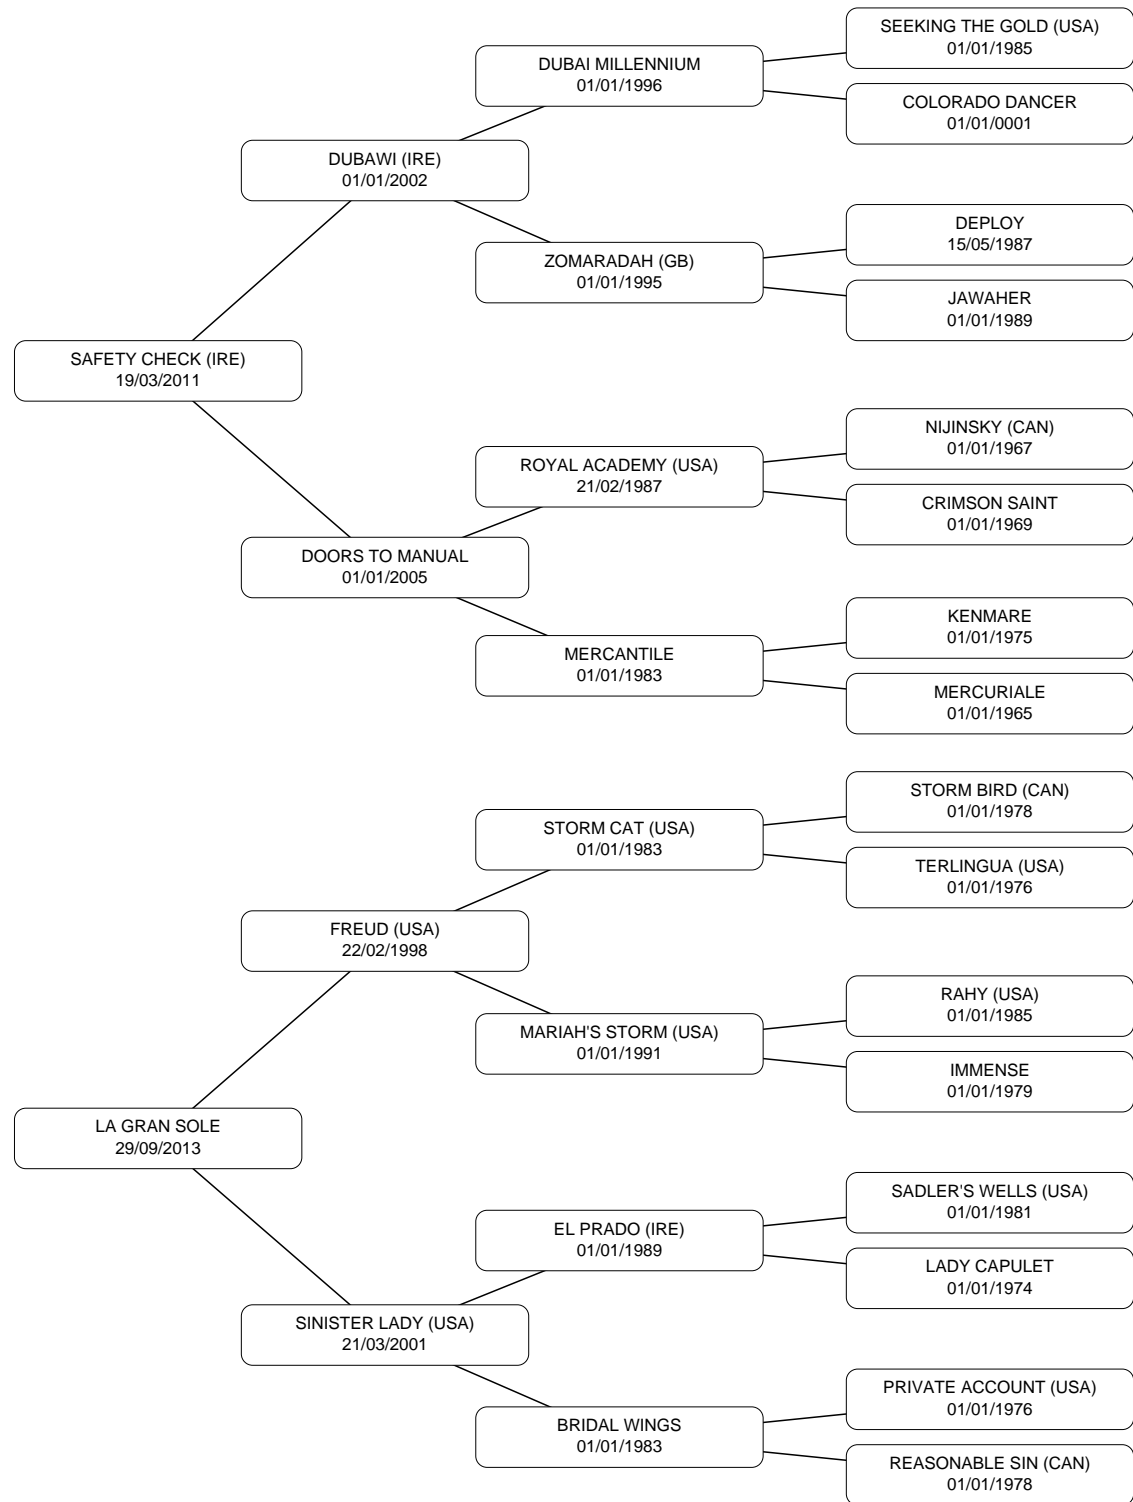 SEEKING THE GOLD (USA)
01/01/1985
DUBAI MILLENNIUM
01/01/1996
COLORADO DANCER
01/01/0001
DUBAWI (IRE)
01/01/2002
DEPLOY
15/05/1987
ZOMARADAH (GB)
01/01/1995
JAWAHER
01/01/1989
SAFETY CHECK (IRE)
19/03/2011
NIJINSKY (CAN)
01/01/1967
ROYAL ACADEMY (USA)
21/02/1987
CRIMSON SAINT
01/01/1969
DOORS TO MANUAL
01/01/2005
KENMARE
01/01/1975
MERCANTILE
01/01/1983
MERCURIALE
01/01/1965
STORM BIRD (CAN)
01/01/1978
STORM CAT (USA)
01/01/1983
TERLINGUA (USA)
01/01/1976
FREUD (USA)
22/02/1998
RAHY (USA)
01/01/1985
MARIAH'S STORM (USA)
01/01/1991
IMMENSE
01/01/1979
LA GRAN SOLE
29/09/2013
SADLER'S WELLS (USA)
01/01/1981
EL PRADO (IRE)
01/01/1989
LADY CAPULET
01/01/1974
SINISTER LADY (USA)
21/03/2001
PRIVATE ACCOUNT (USA)
01/01/1976
BRIDAL WINGS
01/01/1983
REASONABLE SIN (CAN)
01/01/1978